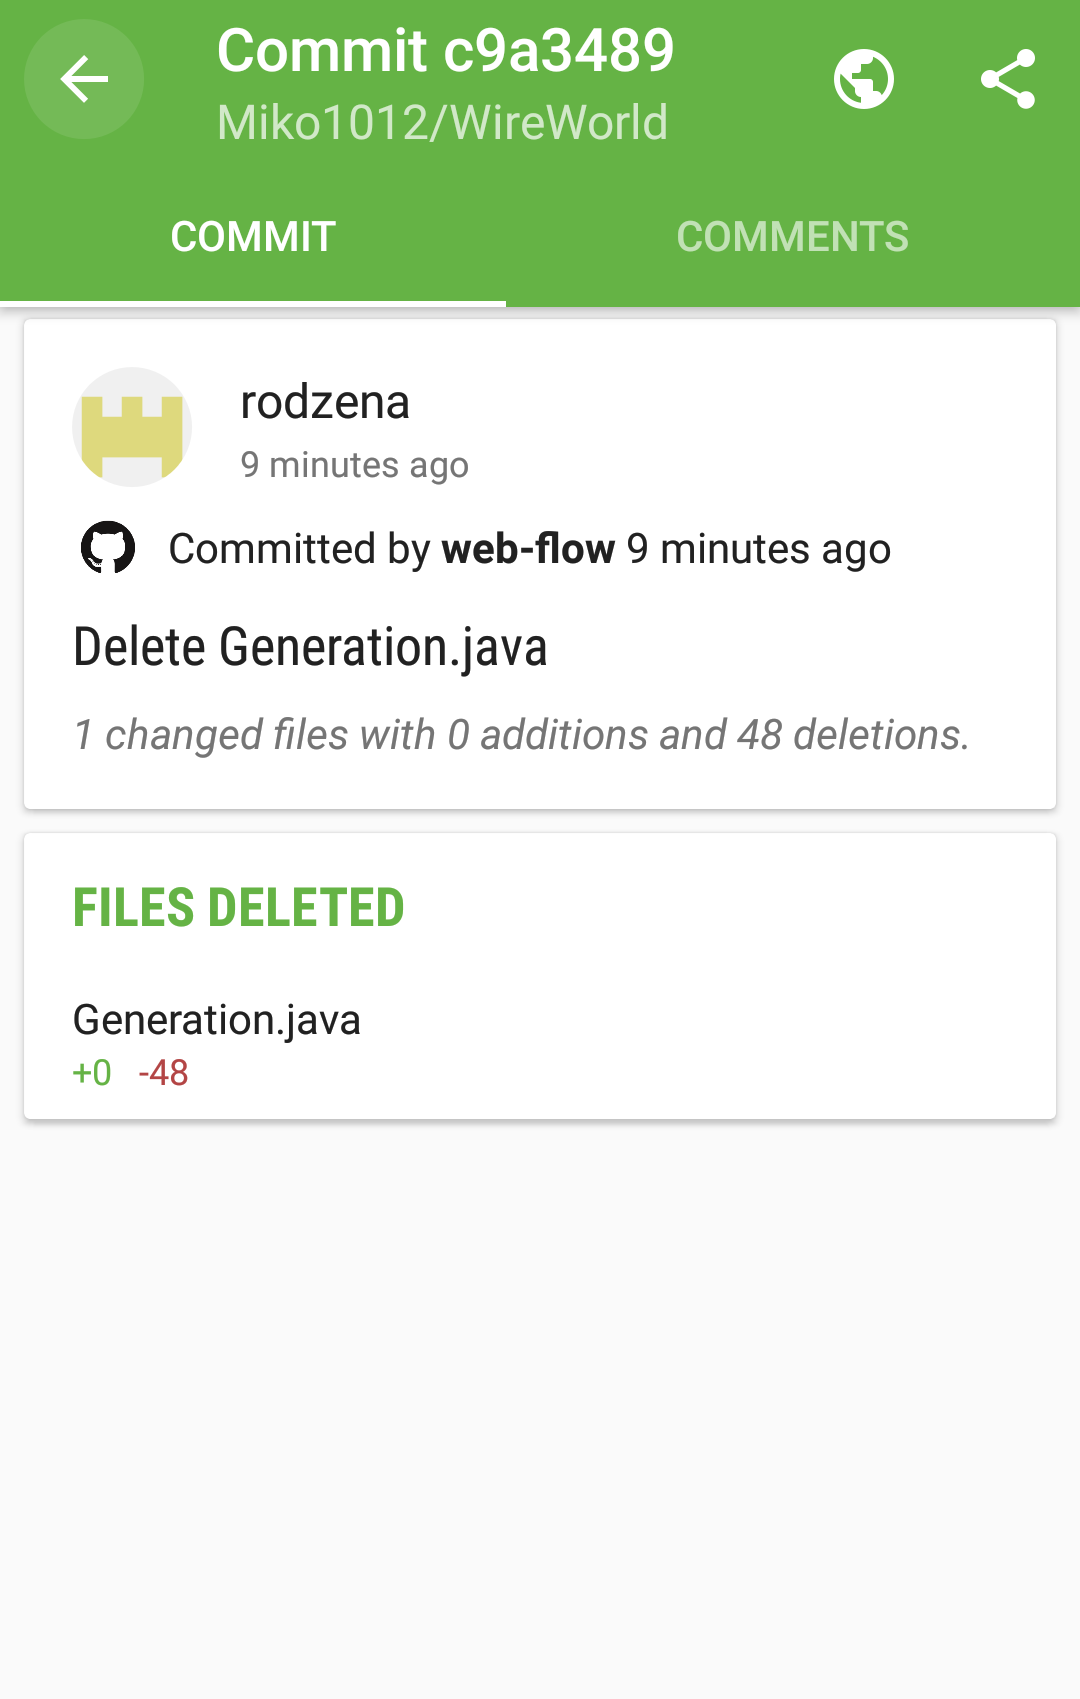 Commit c9a3489
Miko1012/WireWorld
COMMIT COMMENTS
rodzena
9 minutes ago
Committed by web-flow 9 minutes ago
Delete Generation.java
1 changed files with 0 additions and 48 deletions.
FILES DELETED
Generation.java
+0 -48